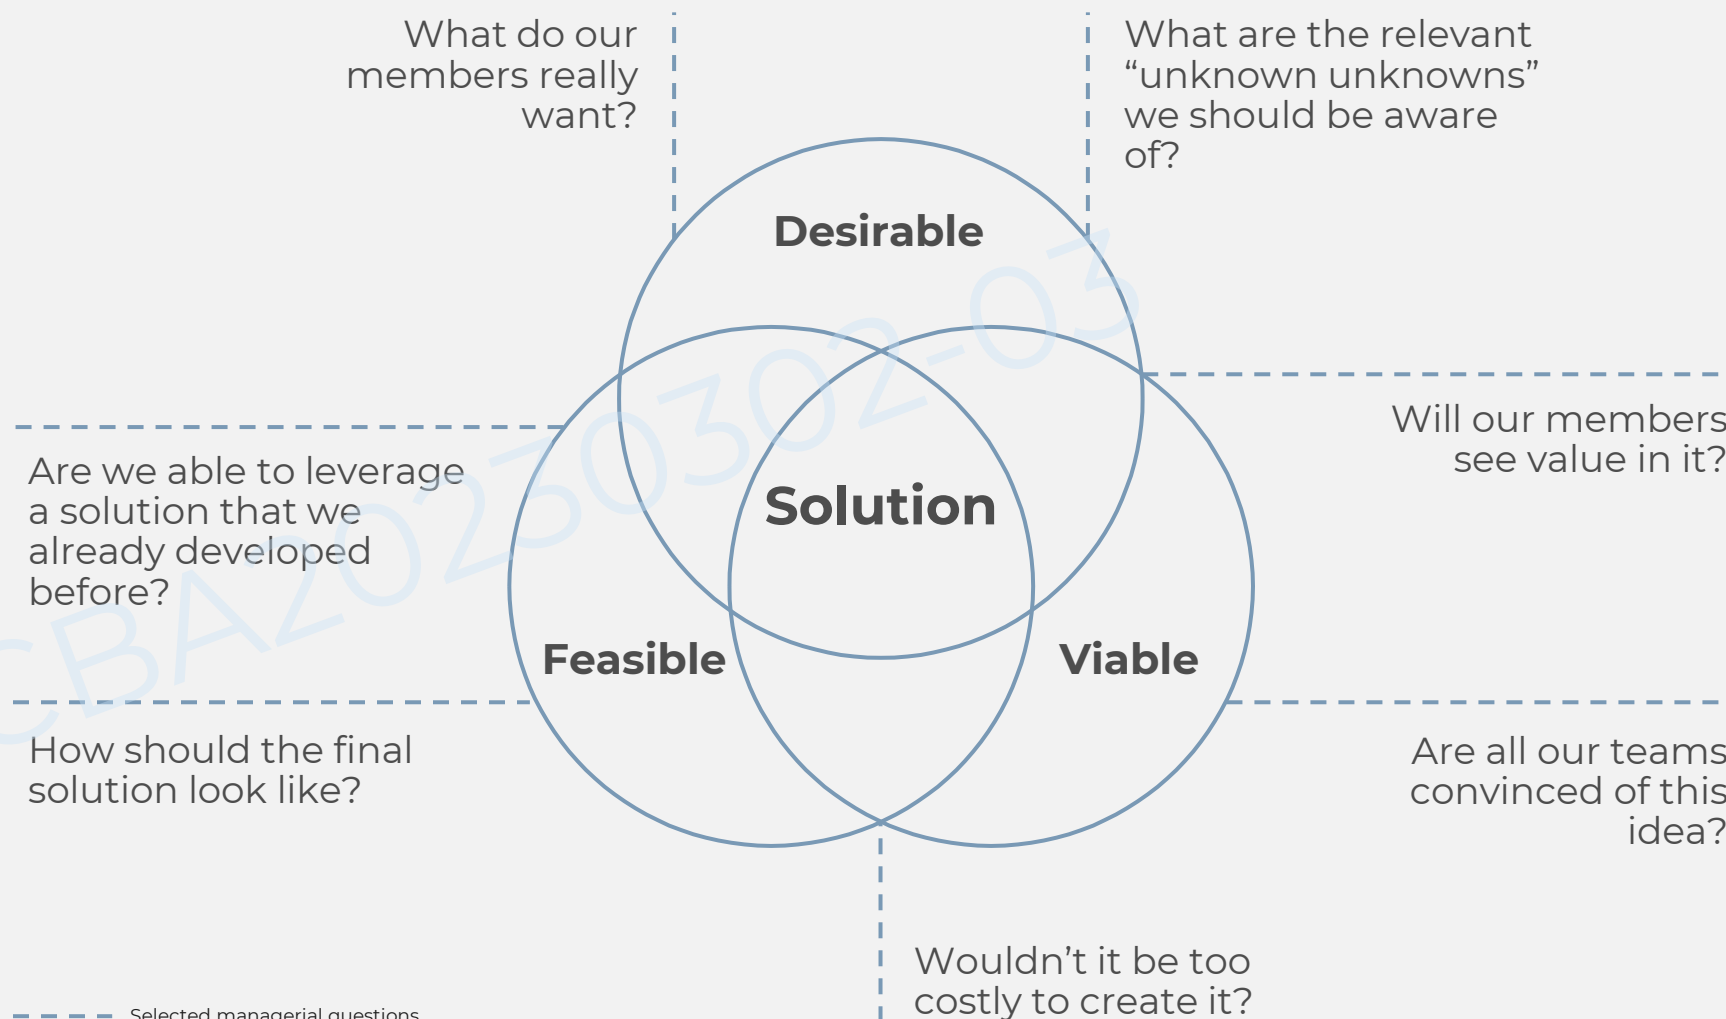 What do our
members really
want?
What are the relevant
“unknown unknowns”
we should be aware
of?
Desirable
Will our members
see value in it?
Are we able to leverage
a solution that we
already developed
before?
Solution
Feasible
Viable
How should the final
solution look like?
Are all our teams
convinced of this
idea?
Wouldn’t it be too
costly to create it?
Selected managerial questions
CBA20230302-03